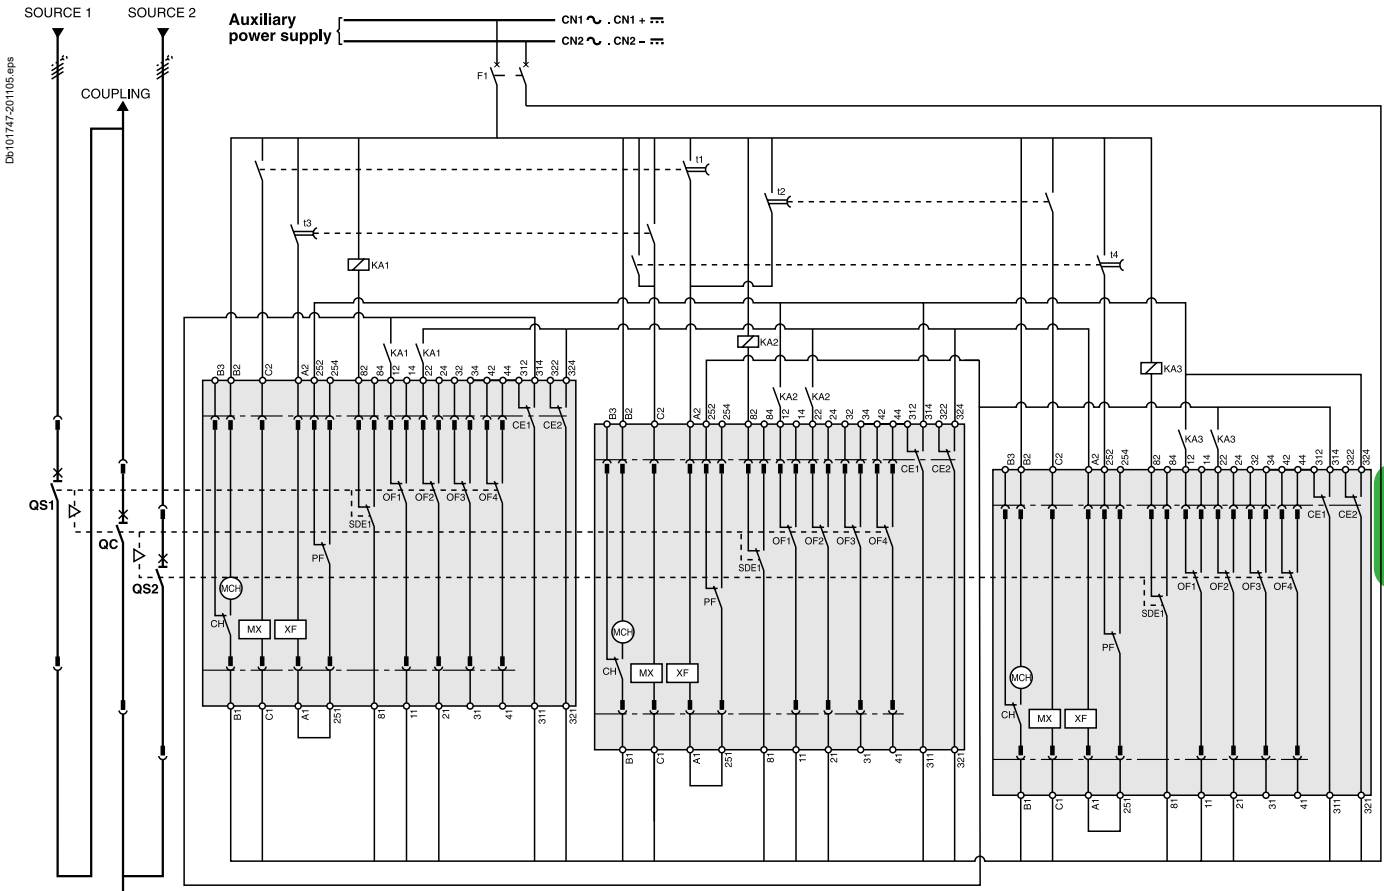 SOURCE 1
SOURCE 2
Auxiliary
power supply
CN1 ∿ . CN1 + ⎓
CN2 ∿ . CN2 – ⎓
Db101747-201105.eps
COUPLING
F1
t1
t2
t3
t4
KA1
KA2
KA3
KA1 KA1
KA2 KA2
KA3 KA3
B3 B2 C2 A2 252 254 82 84 12 14 22 24 32 34 42 44 312 314 322 324
B3 B2 C2 A2 252 254 82 84 12 14 22 24 32 34 42 44 312 314 322 324
B3 B2 C2 A2 252 254 82 84 12 14 22 24 32 34 42 44 312 314 322 324
CE1 CE2
CE1 CE2
CE1 CE2
QS1
QC
QS2
OF1 OF2 OF3 OF4
SDE1
PF
MCH
CH
MX
XF
OF1 OF2 OF3 OF4
SDE1
PF
MCH
CH
MX
XF
OF1 OF2 OF3 OF4
SDE1
PF
MCH
CH
MX
XF
B1 C1 A1 251 81 11 21 31 41 311 321
B1 C1 A1 251 81 11 21 31 41 311 321
B1 C1 A1 251 81 11 21 31 41 311 321